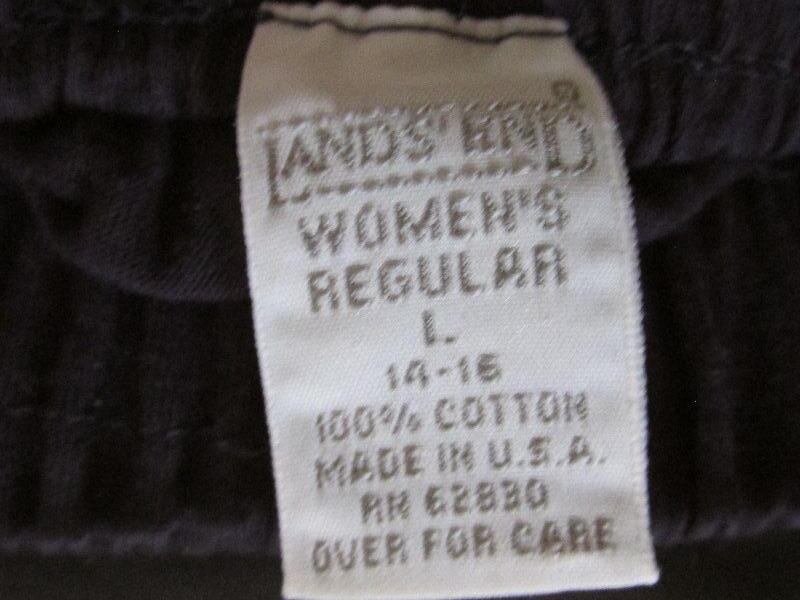 LANDS' END®
WOMEN'S
REGULAR
L
14-16
100% COTTON
MADE IN U.S.A.
RN 62830
OVER FOR CARE